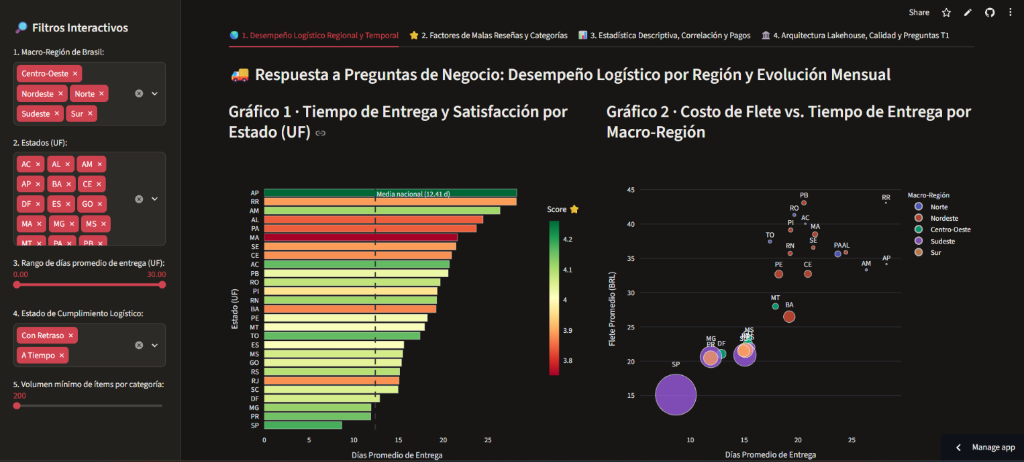 Share
Filtros Interactivos
1. Macro-Región de Brasil:
Centro-Oeste ×
Nordeste × Norte ×
Sudeste × Sur ×
2. Estados (UF):
AC × AL × AM ×
AP × BA × CE ×
DF × ES × GO ×
MA × MG × MS ×
MT × PA × PB ×
3. Rango de días promedio de entrega (UF):
0.00 30.00
4. Estado de Cumplimiento Logístico:
Con Retraso ×
A Tiempo ×
5. Volumen mínimo de ítems por categoría:
200
1. Desempeño Logístico Regional y Temporal
2. Factores de Malas Reseñas y Categorías
3. Estadística Descriptiva, Correlación y Pagos
4. Arquitectura Lakehouse, Calidad y Preguntas T1
Respuesta a Preguntas de Negocio: Desempeño Logístico por Región y Evolución Mensual
Gráfico 1 · Tiempo de Entrega y Satisfacción por
Estado (UF)
Media nacional (12.41 d)
Estado (UF)
AP
RR
AM
AL
PA
MA
SE
CE
AC
PB
RO
PI
RN
BA
PE
MT
TO
ES
MS
GO
RS
RJ
SC
DF
MG
PR
SP
0 5 10 15 20 25
Días Promedio de Entrega
Score
4.2
4.1
4
3.9
3.8
Gráfico 2 · Costo de Flete vs. Tiempo de Entrega por
Macro-Región
Flete Promedio (BRL)
45
40
35
30
25
20
15
PB
RR
RO
AC
PI
MA
TO
SE
RN
PAAL
PE
CE
AM
AP
MT
BA
MG
DF
MS
PR
SP
10 15 20 25
Días Promedio de Entrega
Macro-Región
Norte
Nordeste
Centro-Oeste
Sudeste
Sur
Manage app